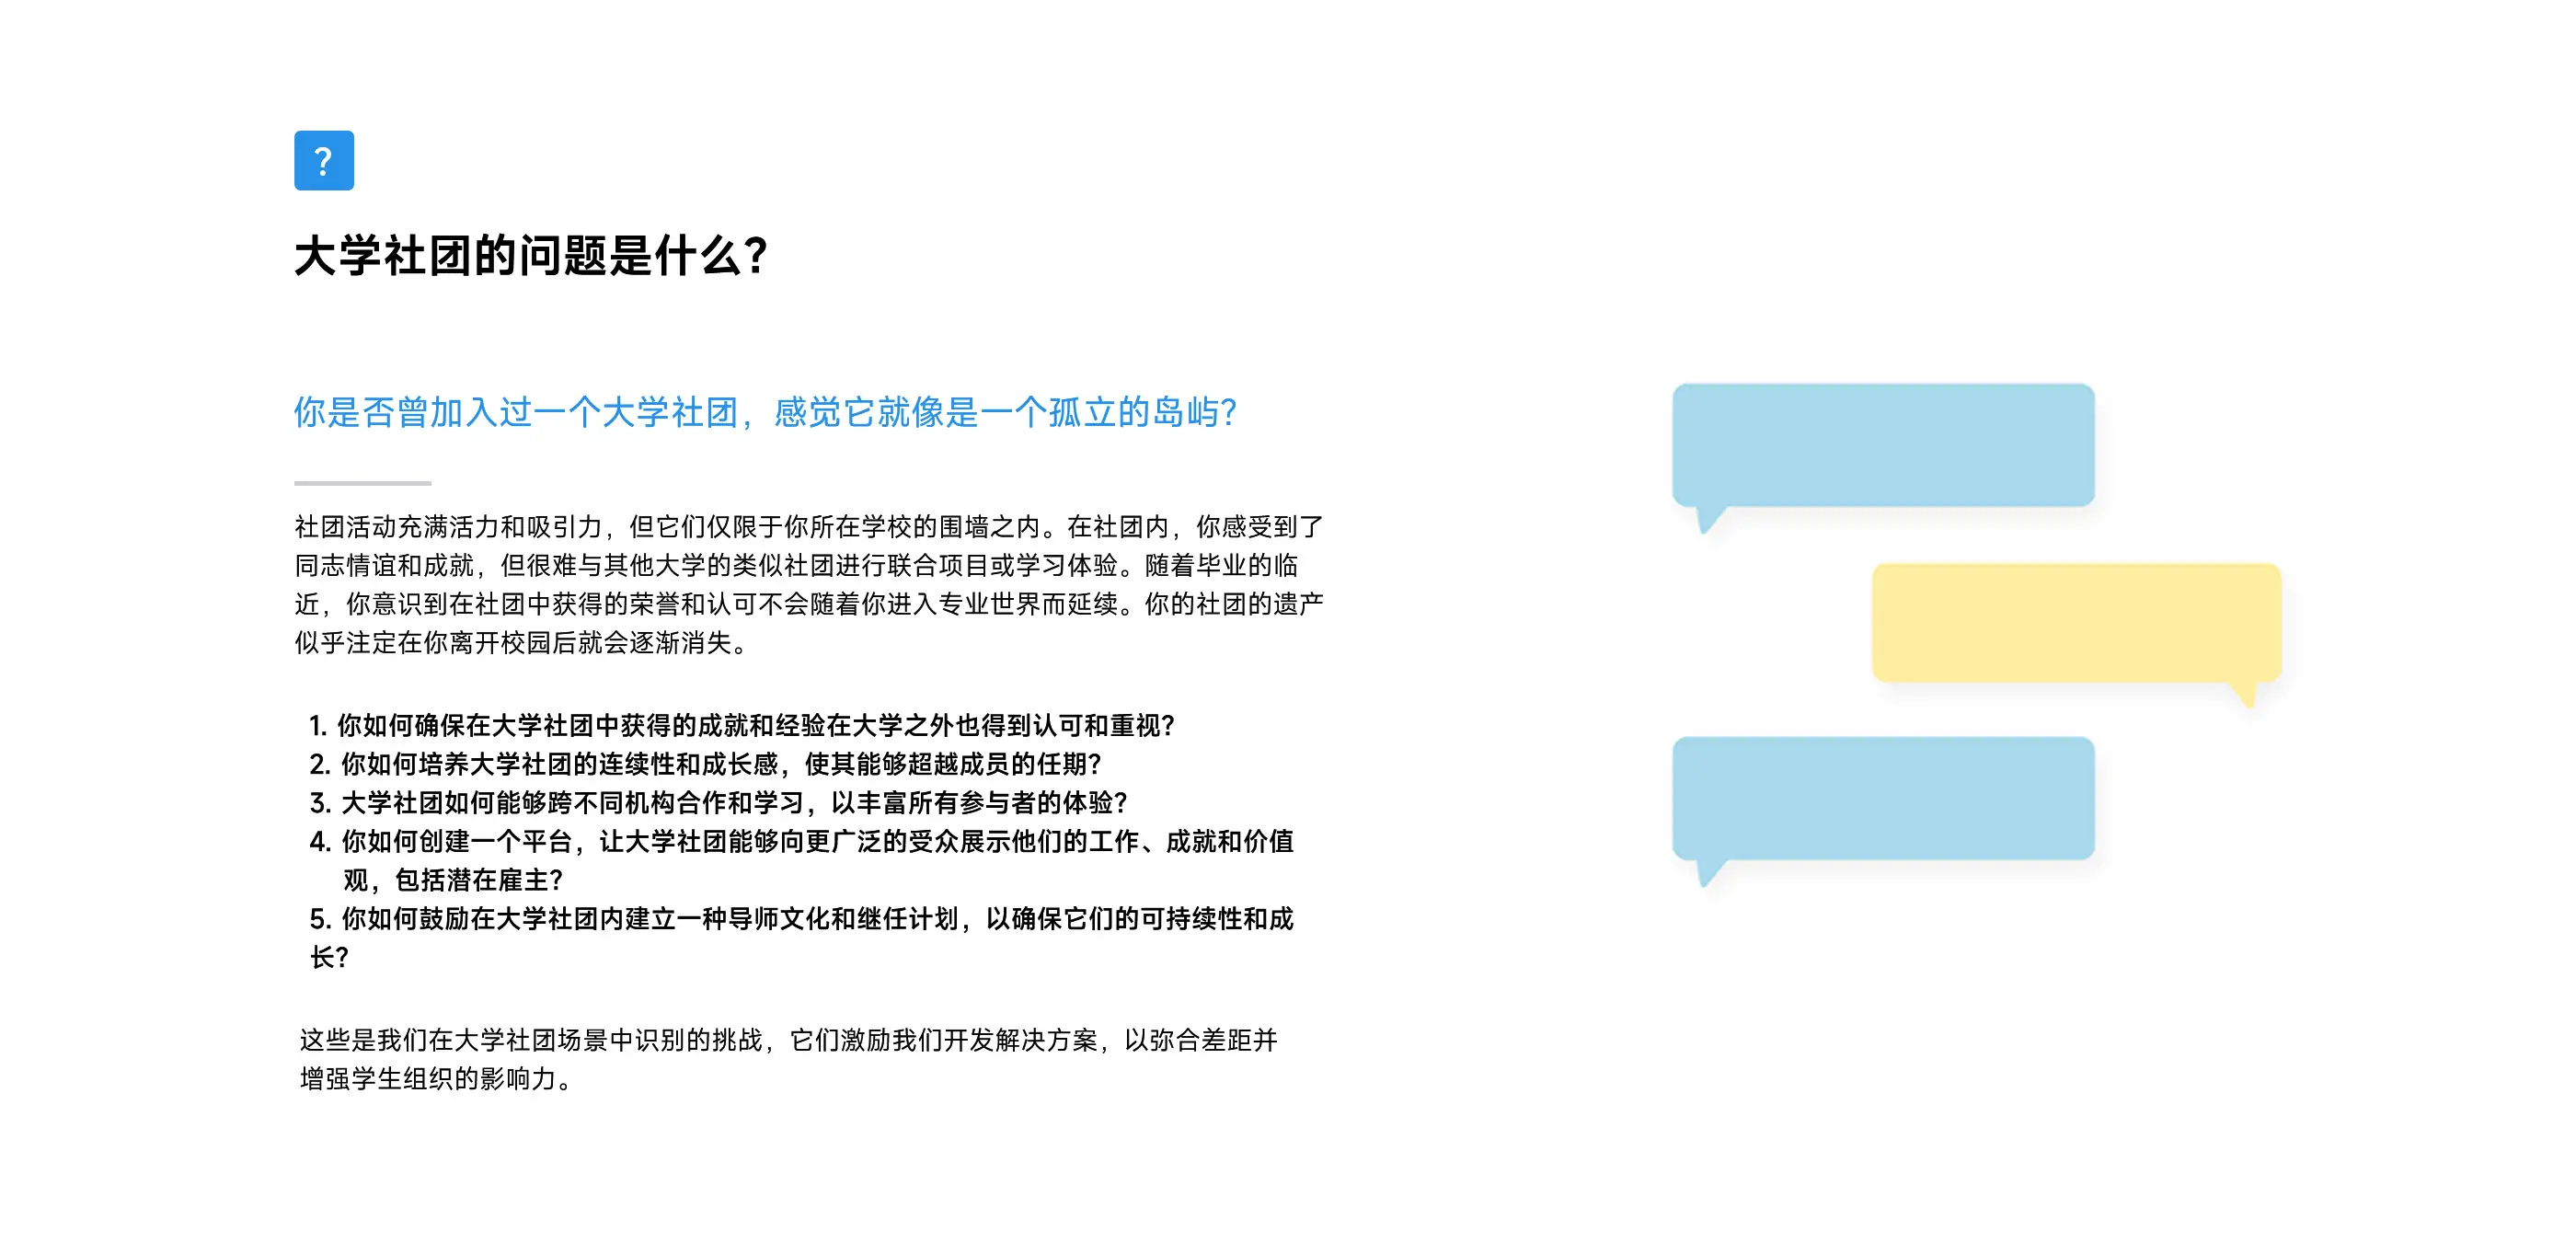 ?
大学社团的问题是什么？
你是否曾加入过一个大学社团，感觉它就像是一个孤立的岛屿？
社团活动充满活力和吸引力，但它们仅限于你所在学校的围墙之内。在社团内，你感受到了
同志情谊和成就，但很难与其他大学的类似社团进行联合项目或学习体验。随着毕业的临
近，你意识到在社团中获得的荣誉和认可不会随着你进入专业世界而延续。你的社团的遗产
似乎注定在你离开校园后就会逐渐消失。
1. 你如何确保在大学社团中获得的成就和经验在大学之外也得到认可和重视？
2. 你如何培养大学社团的连续性和成长感，使其能够超越成员的任期？
3. 大学社团如何能够跨不同机构合作和学习，以丰富所有参与者的体验？
4. 你如何创建一个平台，让大学社团能够向更广泛的受众展示他们的工作、成就和价值
观，包括潜在雇主？
5. 你如何鼓励在大学社团内建立一种导师文化和继任计划，以确保它们的可持续性和成
长？
这些是我们在大学社团场景中识别的挑战，它们激励我们开发解决方案，以弥合差距并
增强学生组织的影响力。